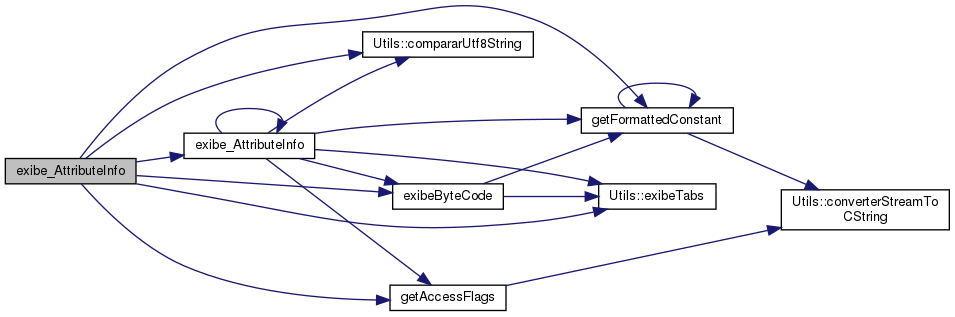 exibe_AttributeInfo
exibe_AttributeInfo
Utils::compararUtf8String
exibeByteCode
getAccessFlags
getFormattedConstant
Utils::exibeTabs
Utils::converterStreamTo
CString